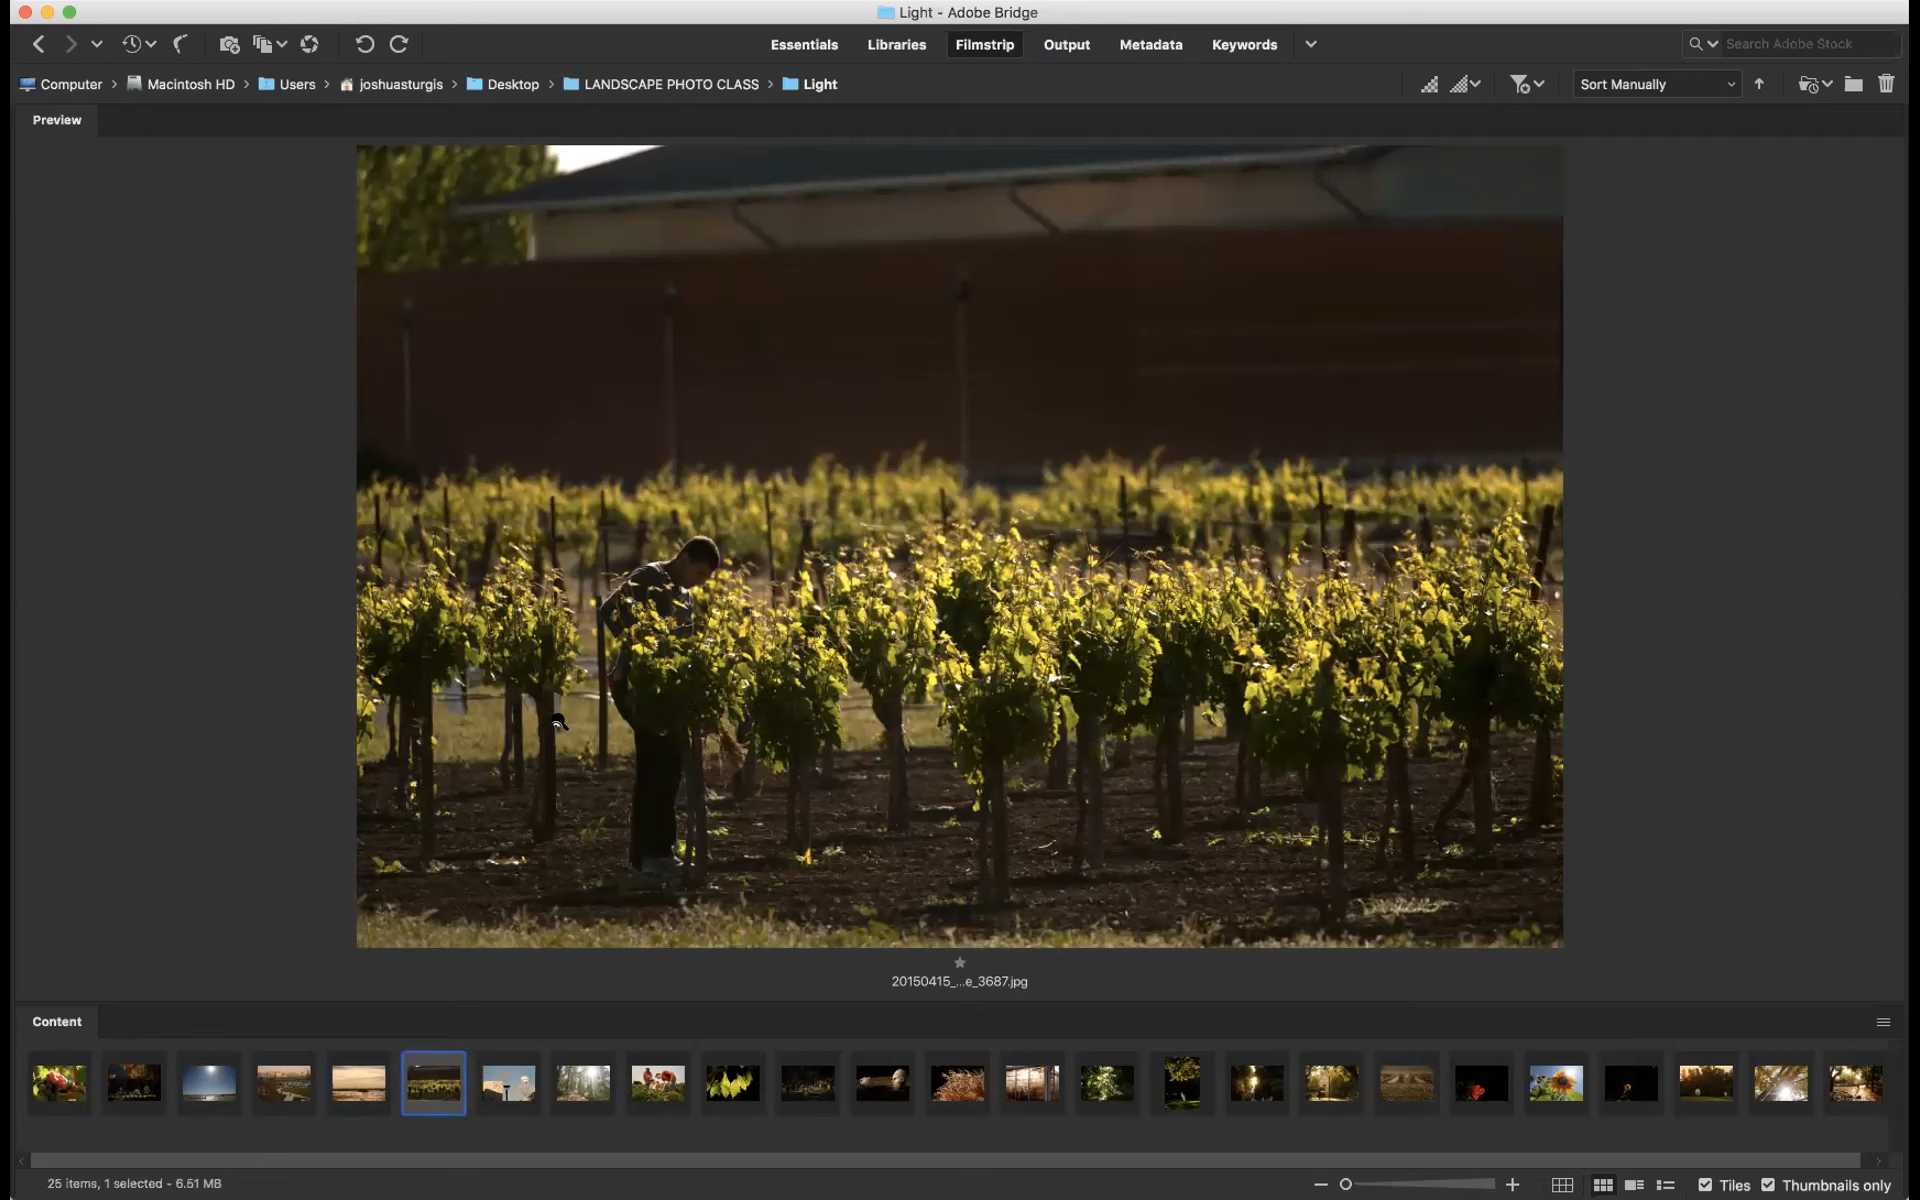 Light - Adobe Bridge
Essentials Libraries Filmstrip Output Metadata Keywords Search Adobe Stock
Computer Macintosh HD Users joshuasturgis Desktop LANDSCAPE PHOTO CLASS Light Sort Manually
Preview
20150415_...e_3687.jpg
Content
25 items, 1 selected - 6.51 MB Tiles Thumbnails only